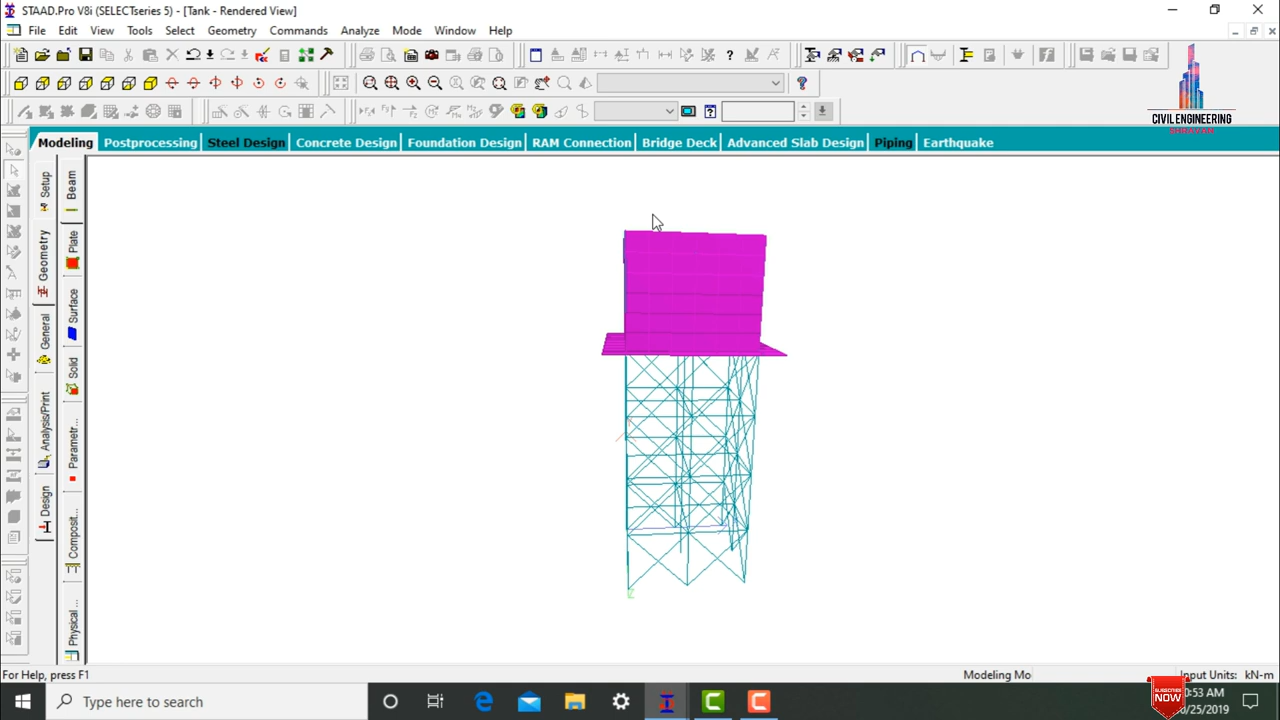 STAAD.Pro V8i (SELECTseries 5) - [Tank - Rendered View]
File Edit View Tools Select Geometry Commands Analyze Mode Window Help
CIVIL ENGINEERING
Modeling Postprocessing Steel Design Concrete Design Foundation Design RAM Connection Bridge Deck Advanced Slab Design Piping Earthquake
Setup
Geometry
General
Analysis/Print
Design
Beam
Plate
Surface
Solid
Parametr...
Composit...
Physical ...
For Help, press F1
Modeling Mo
Input Units: kN-m
Type here to search
SUBSCRIBE
NOW
0:53 AM
/25/2019